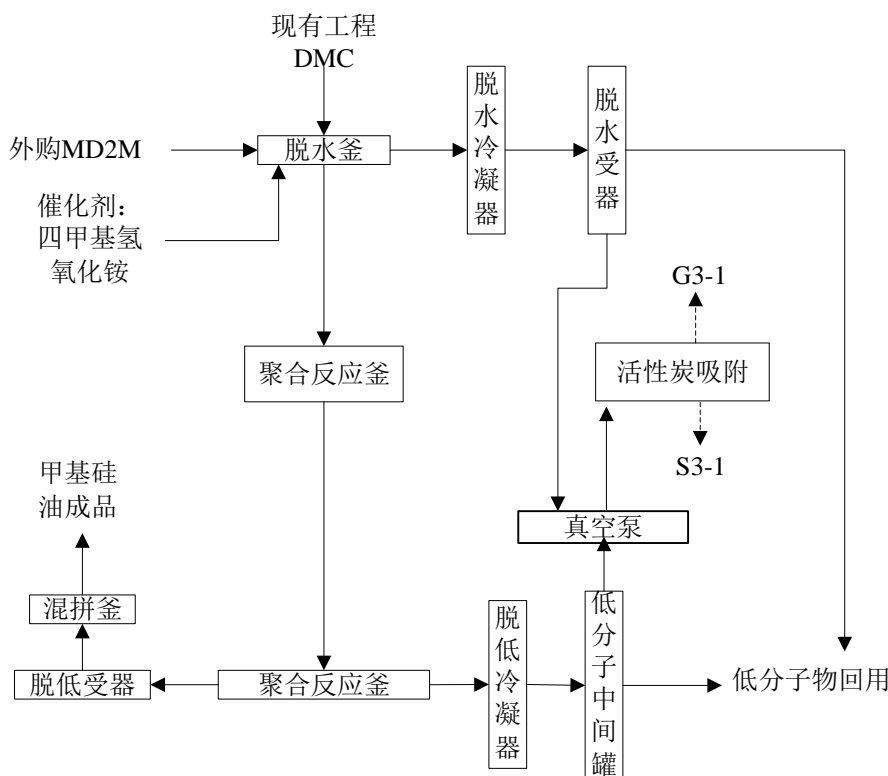 现有工程
DMC
外购MD2M
脱水釜
脱水冷凝器
脱水受器
催化�：
四甲基氢
氧化铵
G3-1
聚合反应釜
活性炭吸附
S3-1
甲基硅
油成品
真空泵
混拼釜
脱低受器
聚合反应釜
脱低冷凝器
低分子中间罐
低分子物回用